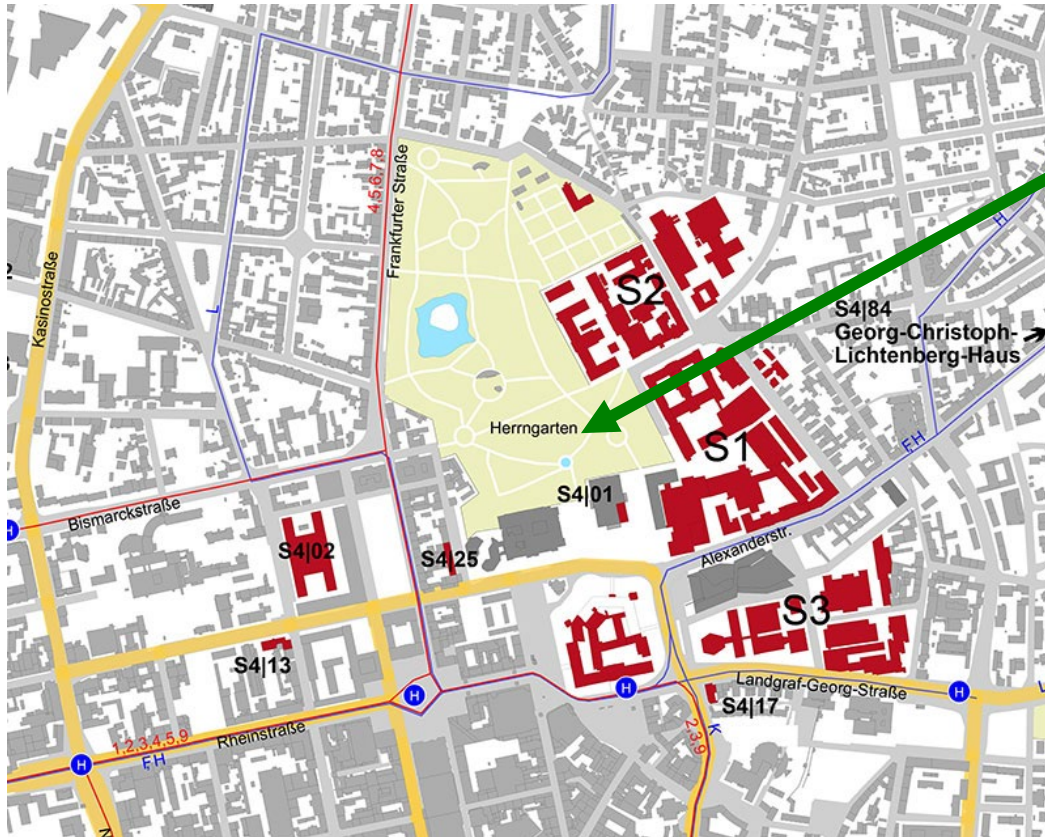 4,5,6,7,8
Frankfurter Straße
H
Kasinostraße
L
S2
S4|84
Georg-Christoph-
Lichtenberg-Haus
Herrngarten
S1
F,H
S4|01
H
Bismarckstraße
S4|02
S4|25
Alexanderstr.
S3
S4|13
Landgraf-Georg-Straße
H
H
H
S4|17
1,2,3,4,5,9
Rheinstraße
F,H
H
2,3,9
K